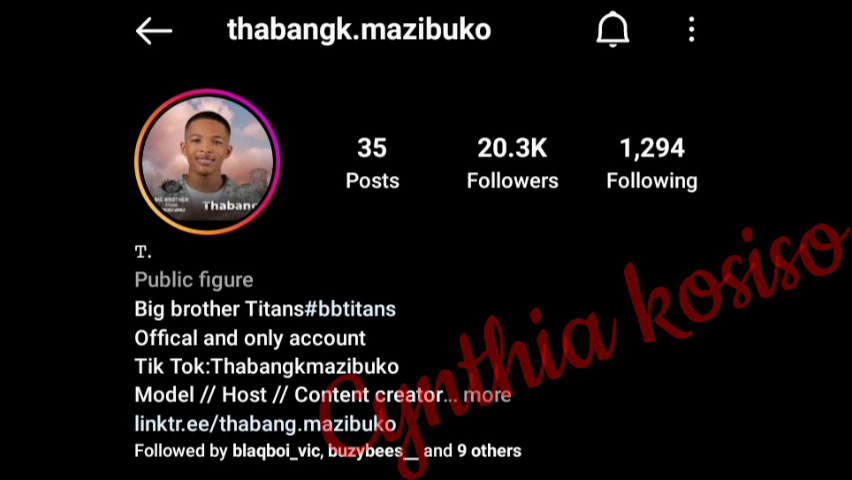 thabangk.mazibuko
35
Posts
20.3K
Followers
1,294
Following
BIG BROTHER
Thabang
T.
Public figure
Big brother Titans#bbtitans
Offical and only account
Tik Tok:Thabangkmazibuko
Model // Host // Content creator... more
linktr.ee/thabang.mazibuko
Followed by blaqboi_vic, buzybees__ and 9 others
Cynthia kosiso